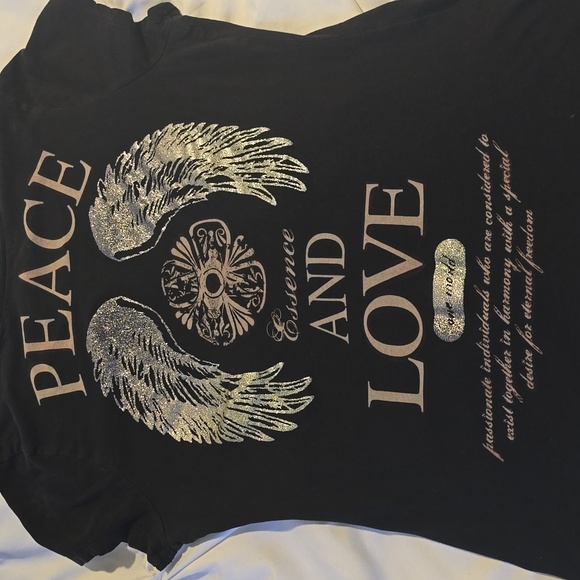 PEACE
Essence
AND
LOVE
one world
passionate individuals who are considered to
exist together in harmony with a special
desire for eternal freedom